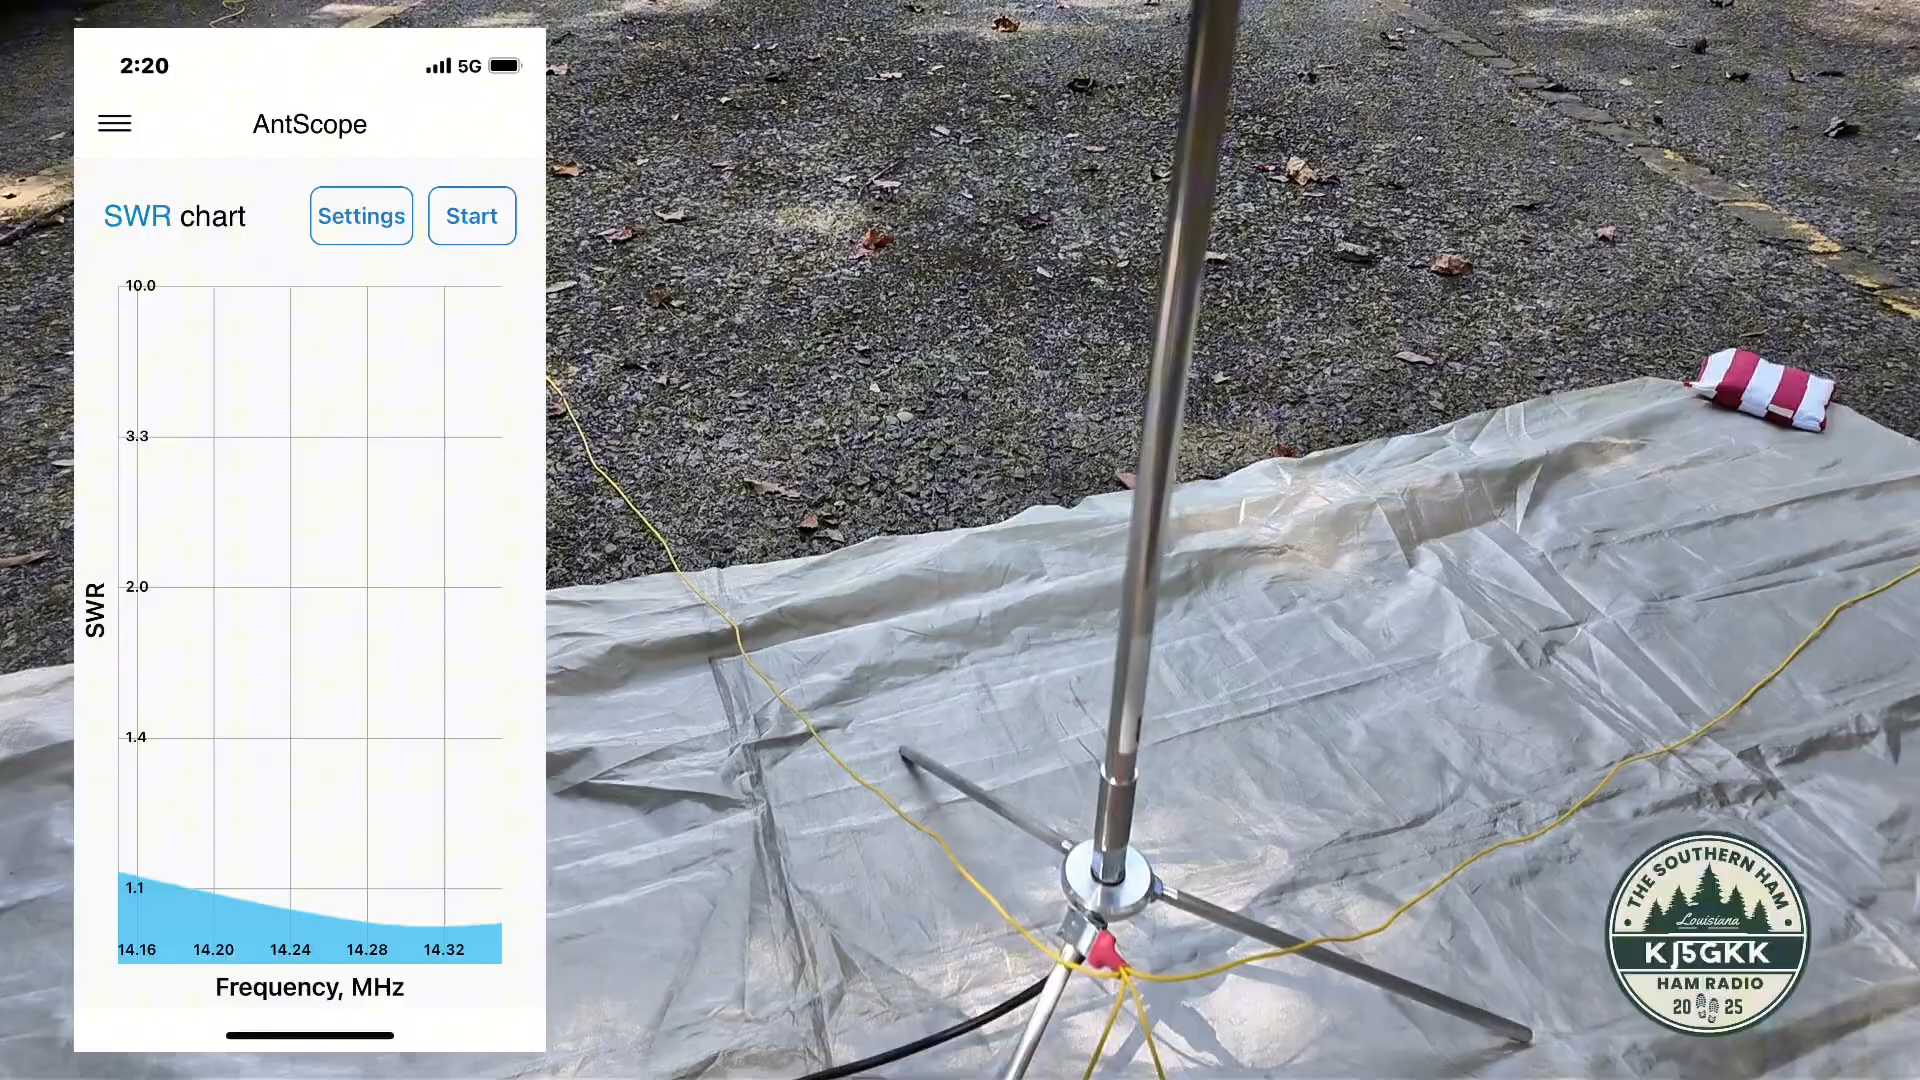 2:20
5G
AntScope
SWR chart
Settings
Start
10.0
3.3
2.0
1.4
1.1
SWR
14.16 14.20 14.24 14.28 14.32
Frequency, MHz
THE SOUTHERN HAM
Louisiana
KJ5GKK
HAM RADIO
20 25